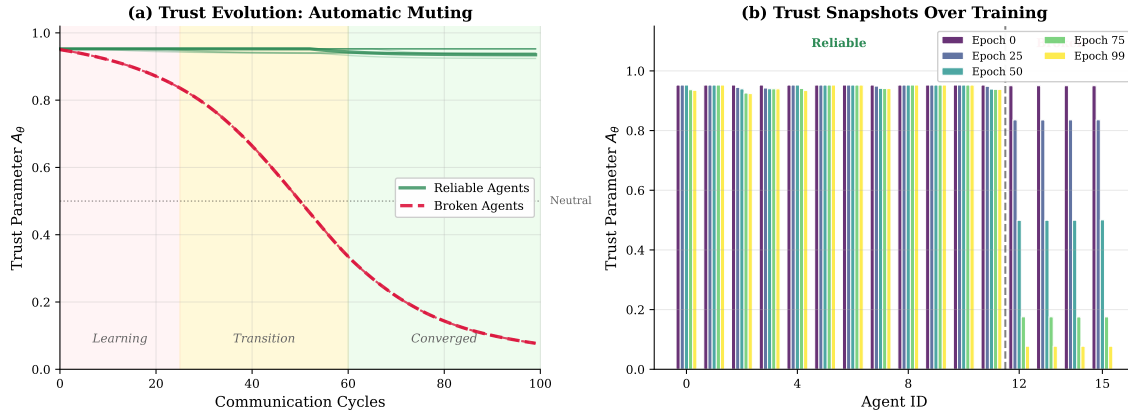 (a) Trust Evolution: Automatic Muting
1.0
0.8
0.6
0.4
0.2
0.0
Trust Parameter Aθ
Reliable Agents
Broken Agents
Neutral
Learning
Transition
Converged
0 20 40 60 80 100
Communication Cycles
(b) Trust Snapshots Over Training
Reliable
Epoch 0
Epoch 25
Epoch 50
Epoch 75
Epoch 99
1.0
0.8
0.6
0.4
0.2
0.0
Trust Parameter Aθ
0 4 8 12 15
Agent ID